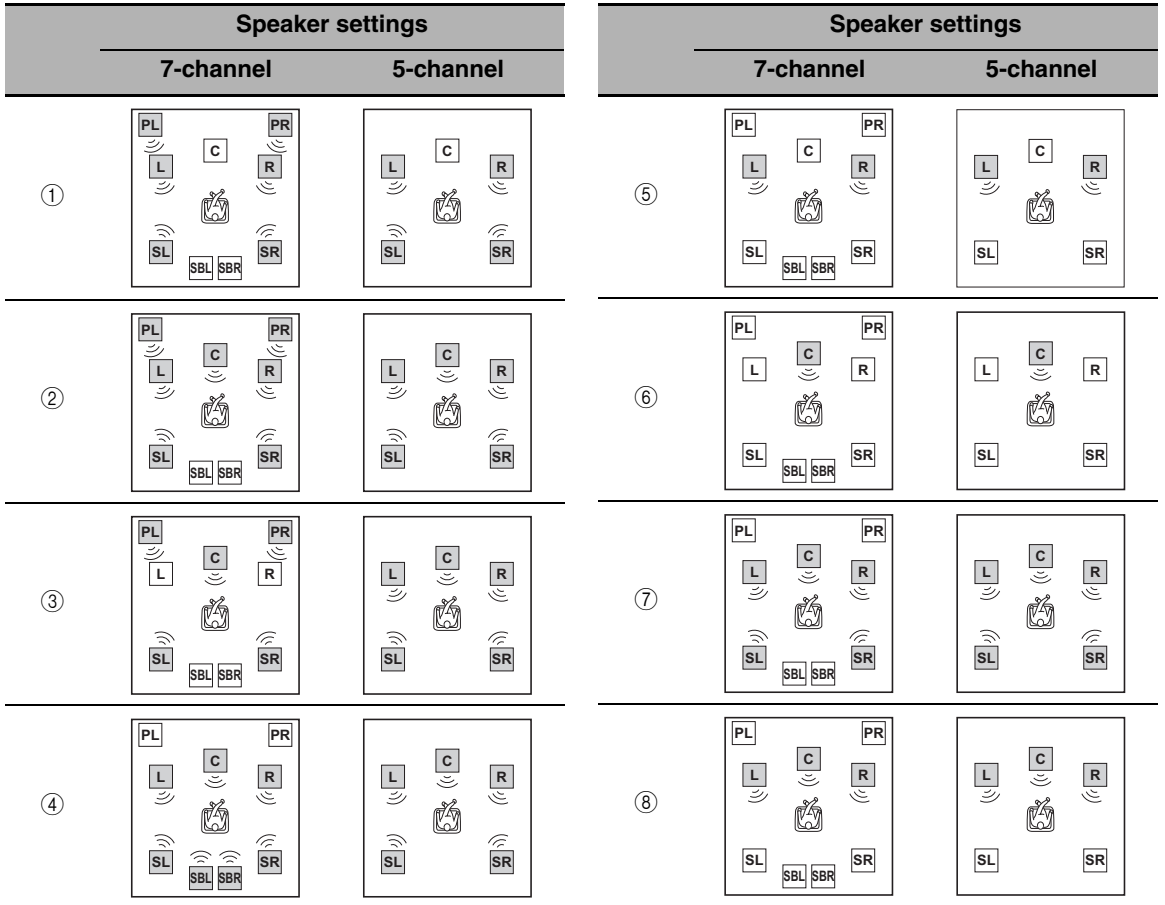 Speaker settings
7-channel 5-channel
①
PL PR
C
L R
SL SR
SBL SBR
C
L R
SL SR
②
PL PR
C
L R
SL SR
SBL SBR
C
L R
SL SR
③
PL PR
C
L R
SL SR
SBL SBR
C
L R
SL SR
④
PL PR
C
L R
SL SR
SBL SBR
C
L R
SL SR
Speaker settings
7-channel 5-channel
⑤
PL PR
C
L R
SL SR
SBL SBR
C
L R
SL SR
⑥
PL PR
C
L R
SL SR
SBL SBR
C
L R
SL SR
⑦
PL PR
C
L R
SL SR
SBL SBR
C
L R
SL SR
⑧
PL PR
C
L R
SL SR
SBL SBR
C
L R
SL SR